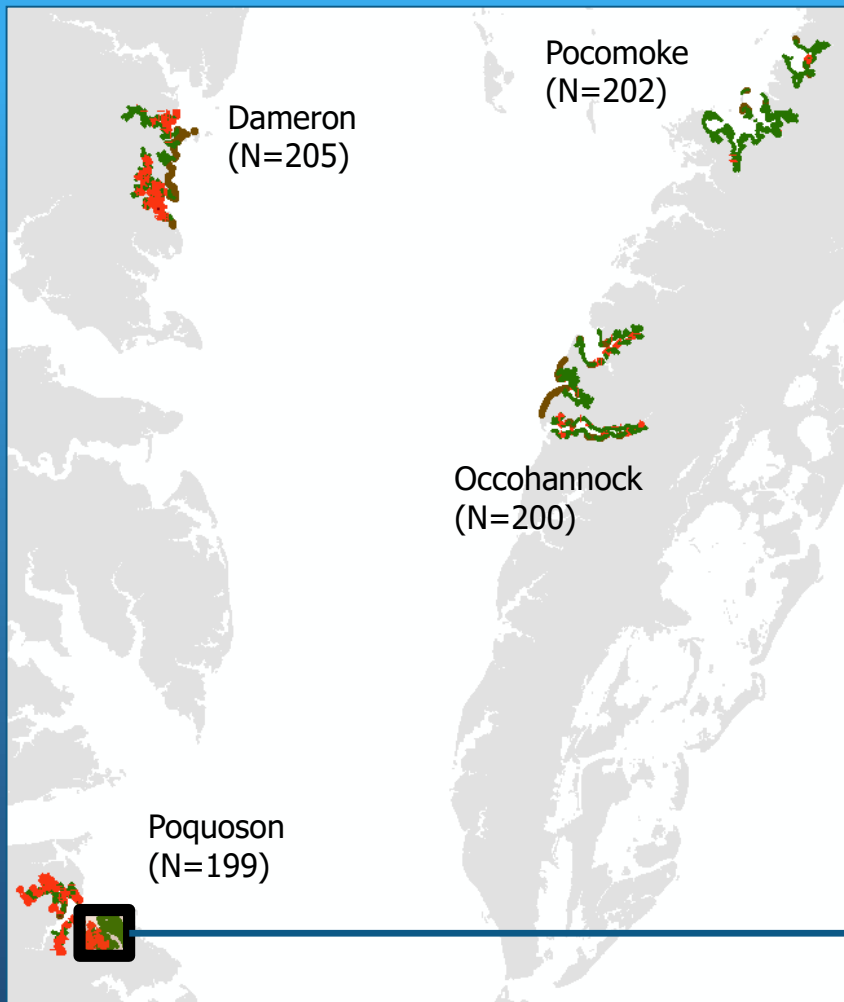 Pocomoke
(N=202)
Dameron
(N=205)
Occohannock
(N=200)
Poquoson
(N=199)